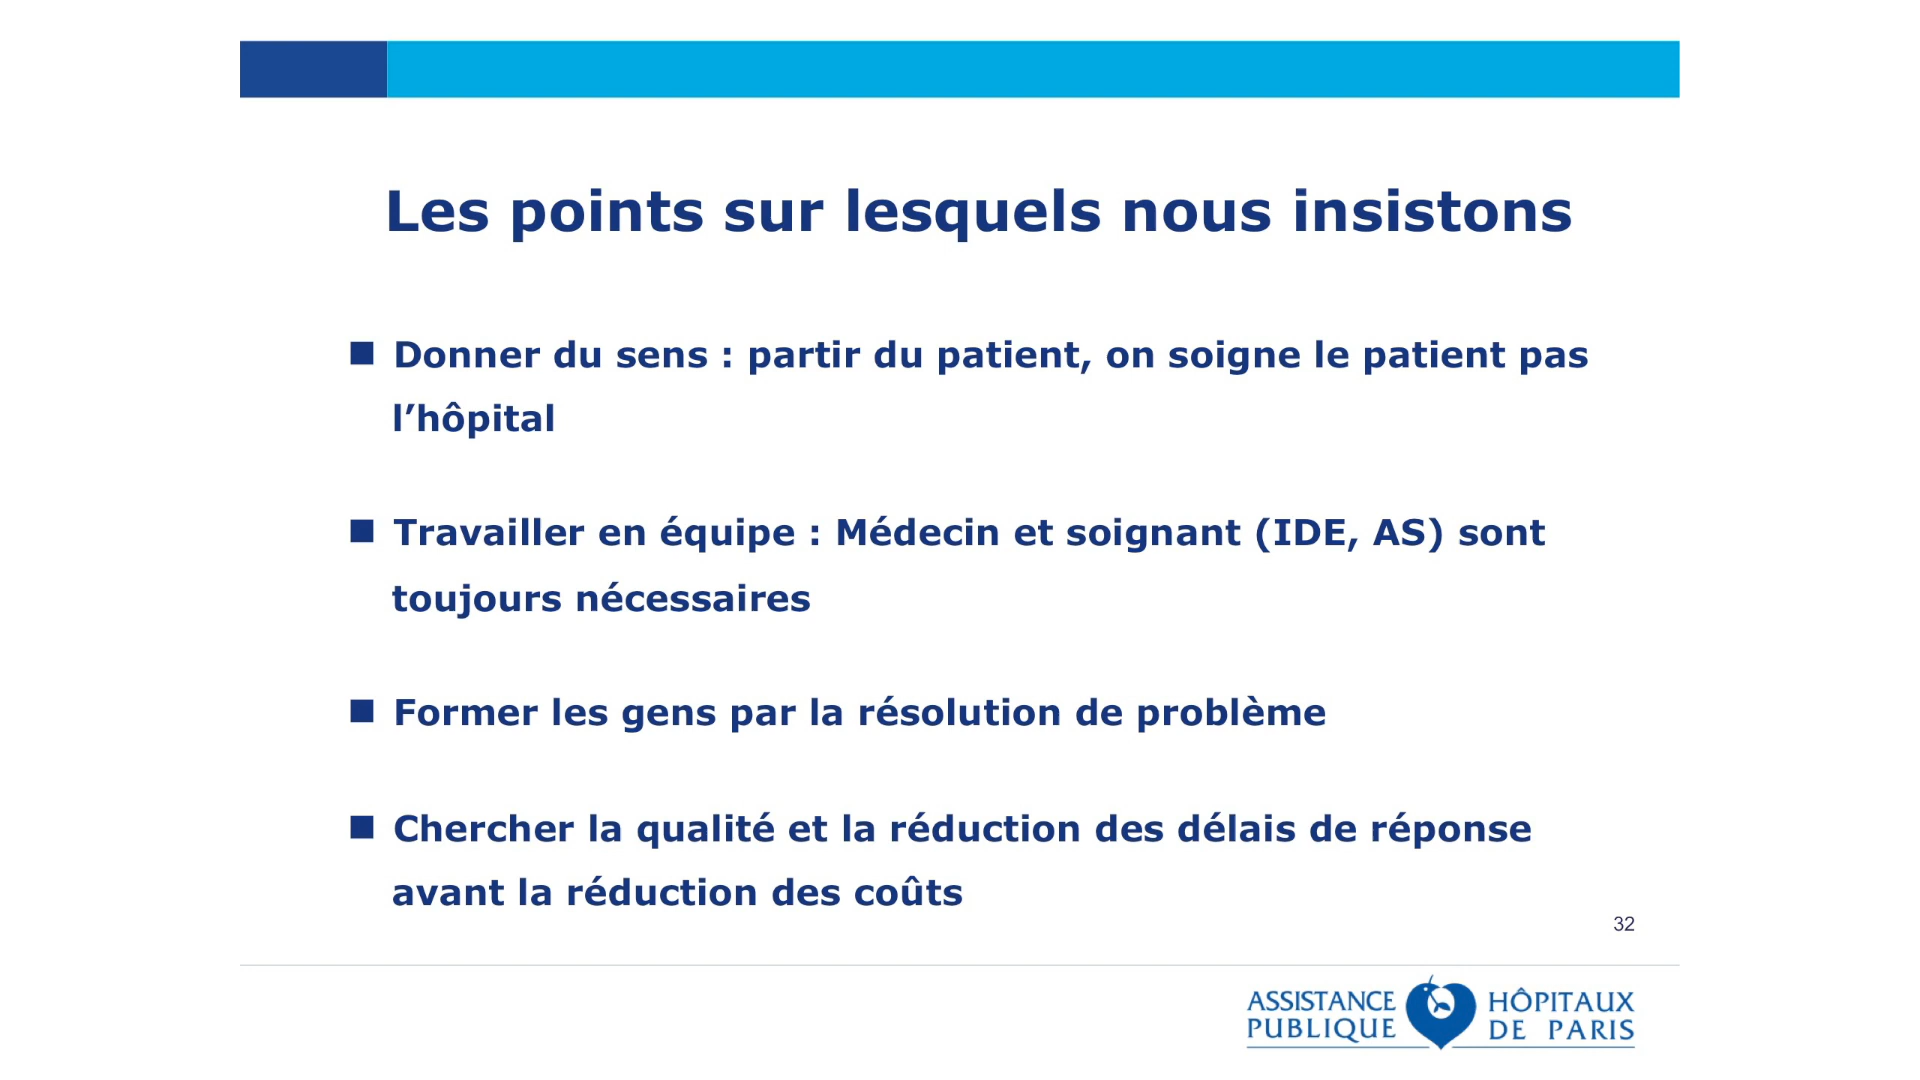 Les points sur lesquels nous insistons
■ Donner du sens : partir du patient, on soigne le patient pas
l’hôpital
■ Travailler en équipe : Médecin et soignant (IDE, AS) sont
toujours nécessaires
■ Former les gens par la résolution de problème
■ Chercher la qualité et la réduction des délais de réponse
avant la réduction des coûts
32
ASSISTANCE HÔPITAUX
PUBLIQUE DE PARIS